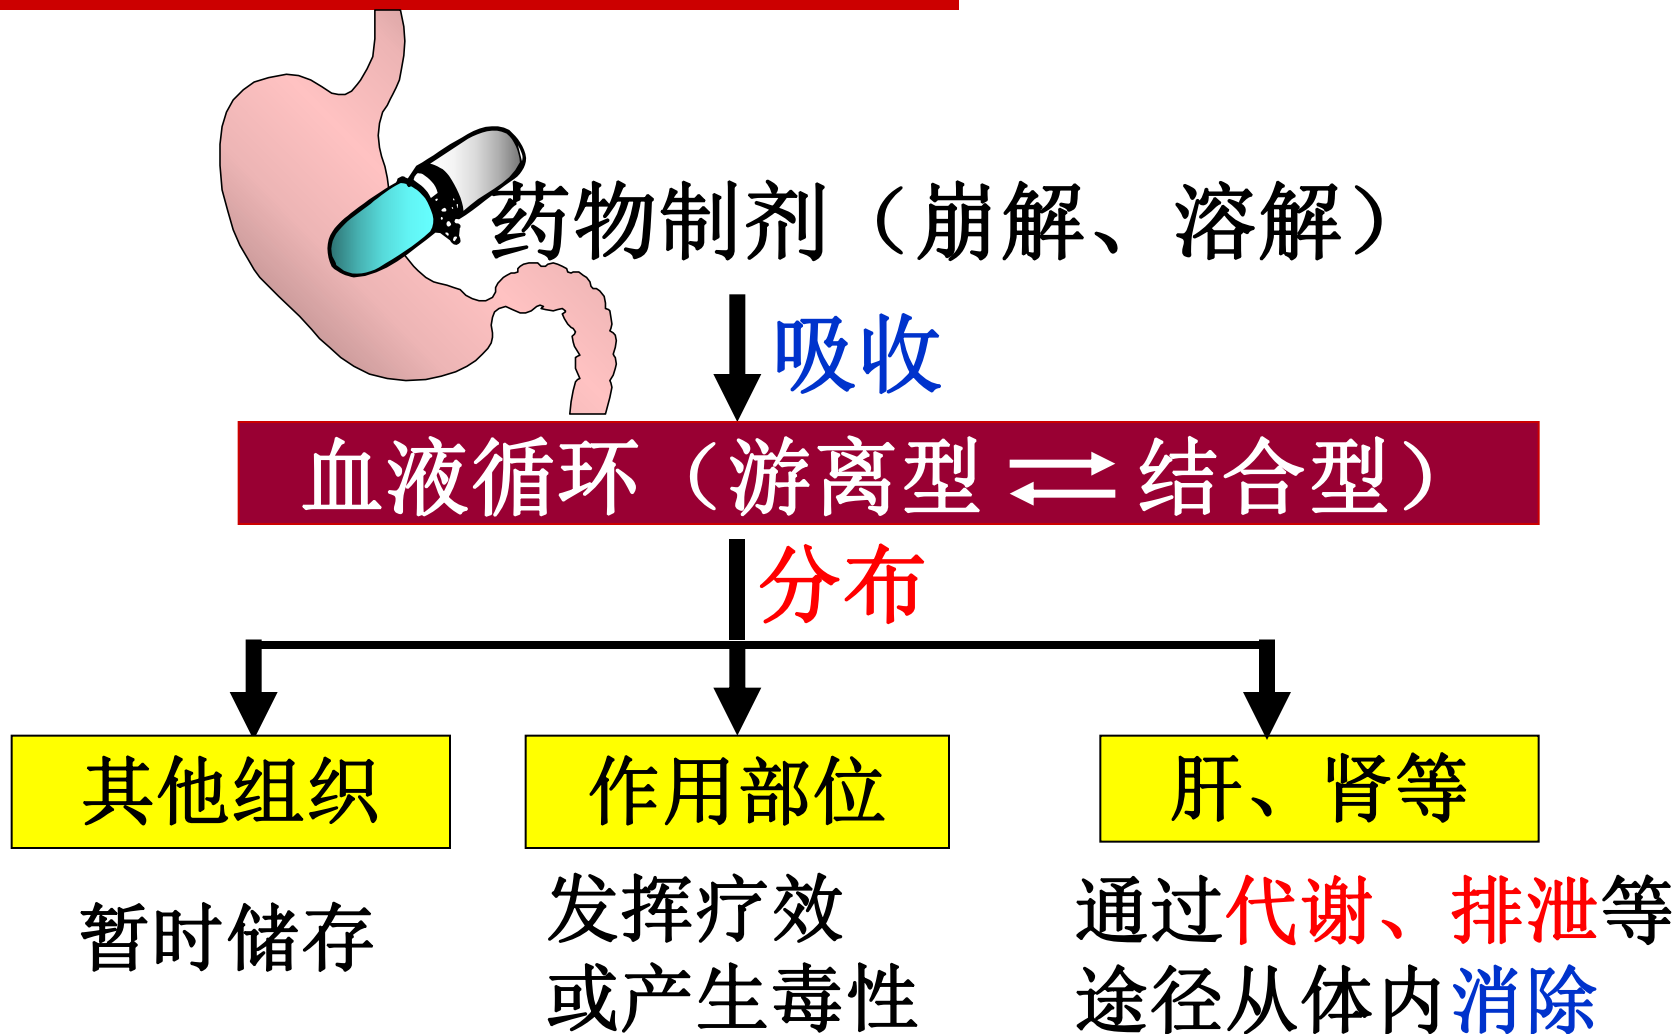 药物制剂（崩解、溶解）
吸收
血液循环（游离型 ⇌ 结合型）
分布
其他组织
作用部位
肝、肾等
暂时储存
发挥疗效
或产生毒性
通过代谢、排泄等
途径从体内消除